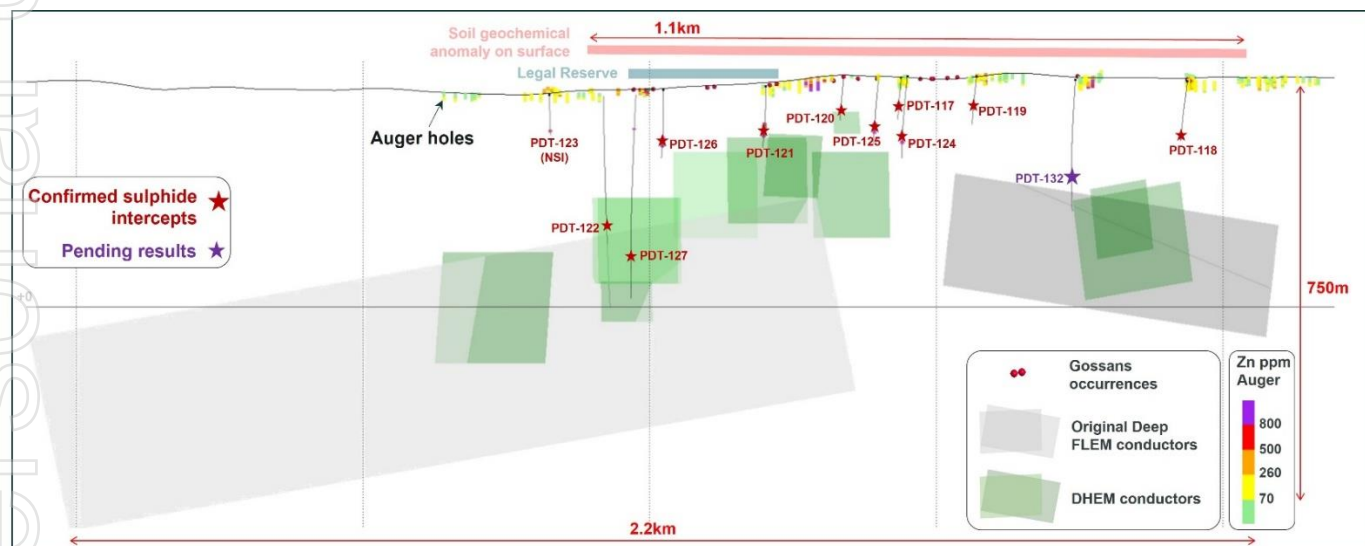 1.1km
Soil geochemical
anomaly on surface
Legal Reserve
Auger holes
PDT-123
(NSI)
PDT-126
PDT-121
PDT-120
PDT-125
PDT-117
PDT-124
PDT-119
PDT-132
PDT-118
Confirmed sulphide
intercepts
Pending results
PDT-122
PDT-127
+0
750m
Gossans
occurrences
Original Deep
FLEM conductors
DHEM conductors
Zn ppm
Auger
800
500
260
70
2.2km